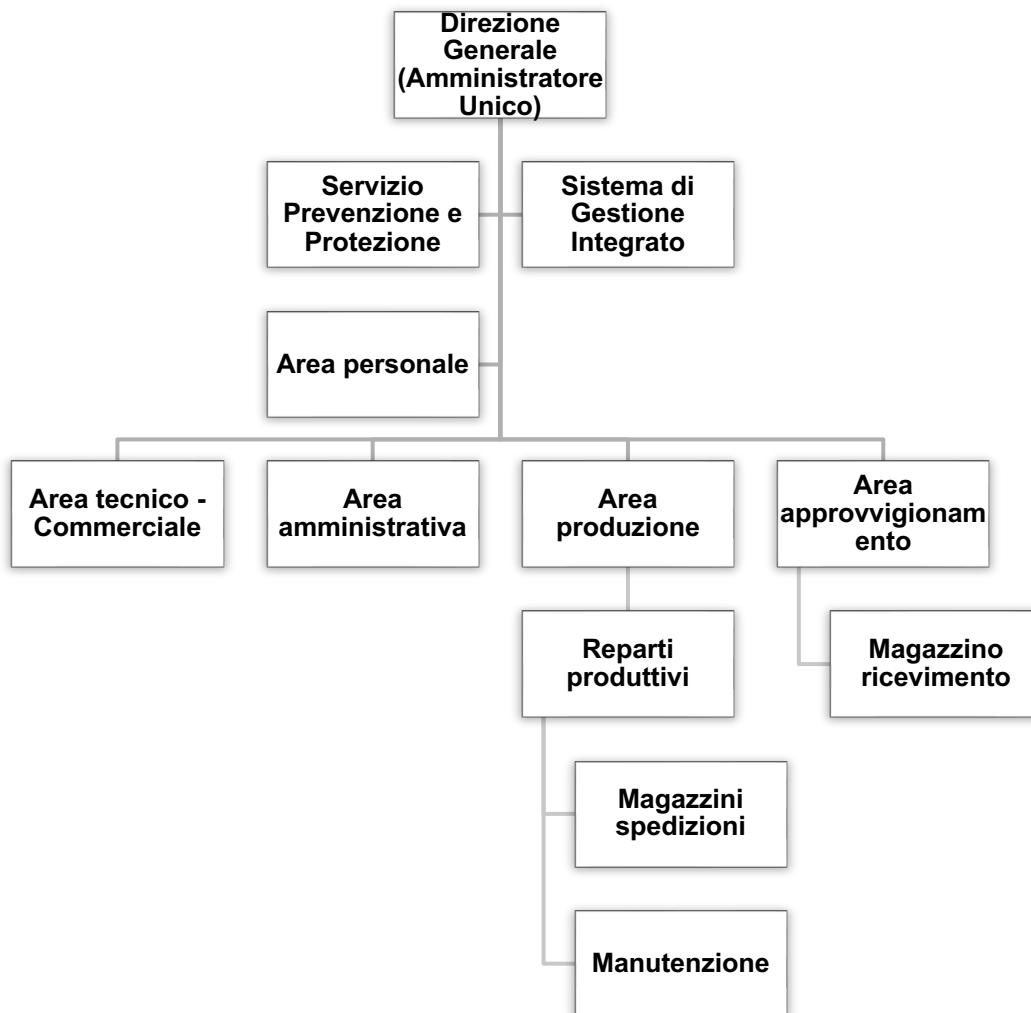 Direzione
Generale
(Amministratore
Unico)
Servizio
Prevenzione e
Protezione
Sistema di
Gestione
Integrato
Area personale
Area tecnico -
Commerciale
Area
amministrativa
Area
produzione
Area
approvvigionam
ento
Reparti
produttivi
Magazzino
ricevimento
Magazzini
spedizioni
Manutenzione